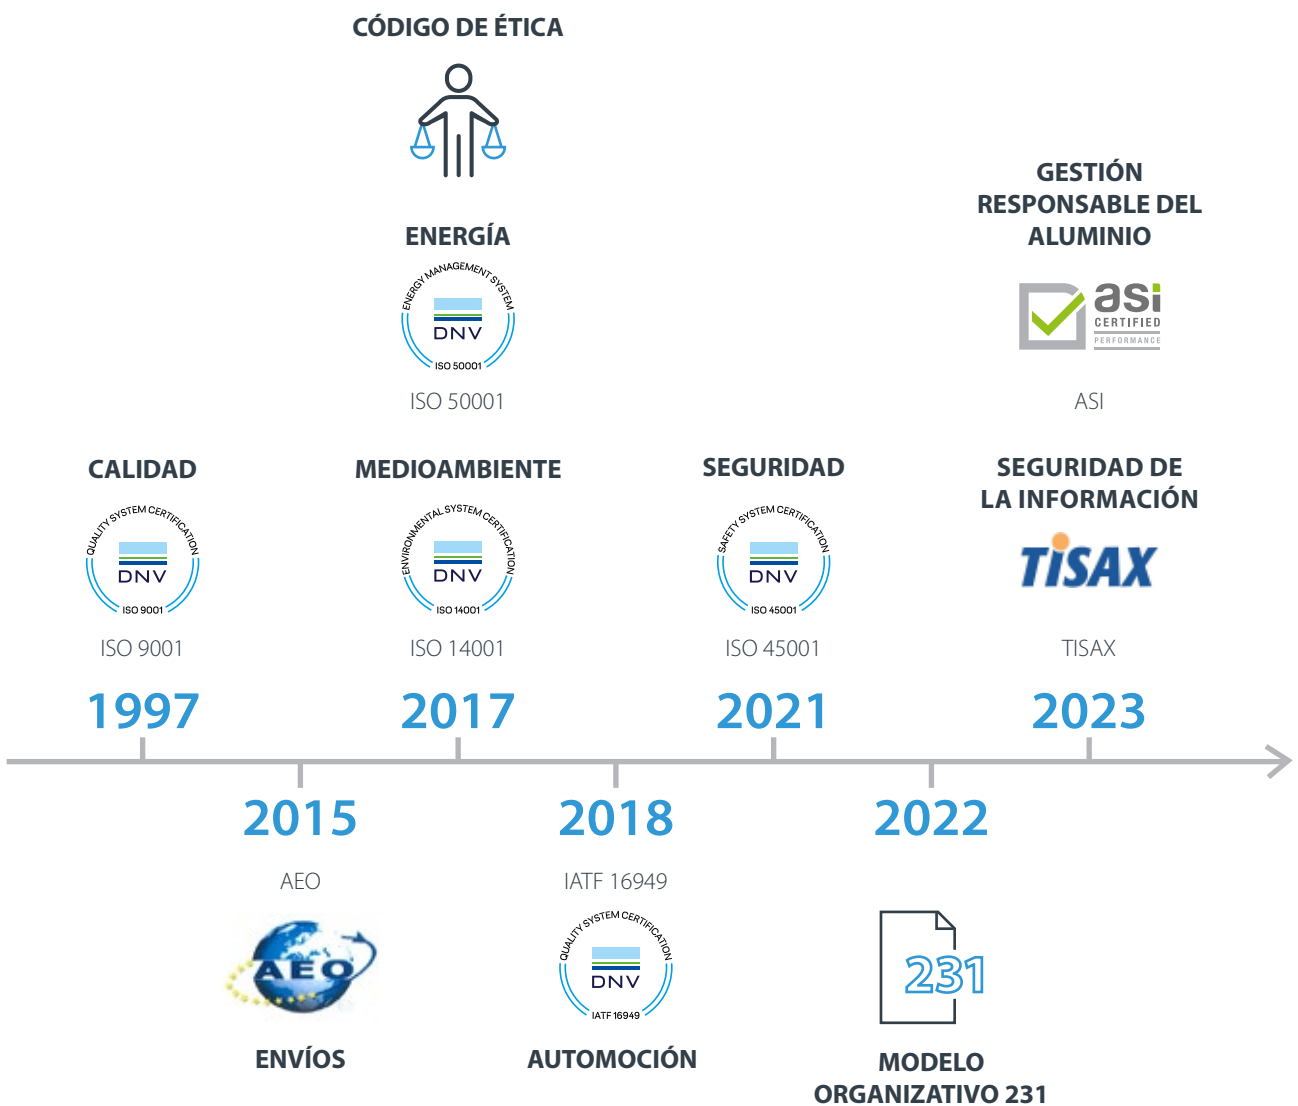 CÓDIGO DE ÉTICA
ENERGÍA
ENERGY MANAGEMENT SYSTEM
DNV
ISO 50001
ISO 50001
GESTIÓN
RESPONSABLE DEL
ALUMINIO
asi
CERTIFIED
PERFORMANCE
ASI
CALIDAD
QUALITY SYSTEM CERTIFICATION
DNV
ISO 9001
ISO 9001
1997
MEDIOAMBIENTE
ENVIRONMENTAL SYSTEM CERTIFICATION
DNV
ISO 14001
ISO 14001
2017
SEGURIDAD
SAFETY SYSTEM CERTIFICATION
DNV
ISO 45001
ISO 45001
2021
SEGURIDAD DE
LA INFORMACIÓN
TiSAX
TISAX
2023
2015
AEO
AEO
ENVÍOS
2018
IATF 16949
QUALITY SYSTEM CERTIFICATION
DNV
IATF 16949
AUTOMOCIÓN
2022
231
MODELO
ORGANIZATIVO 231